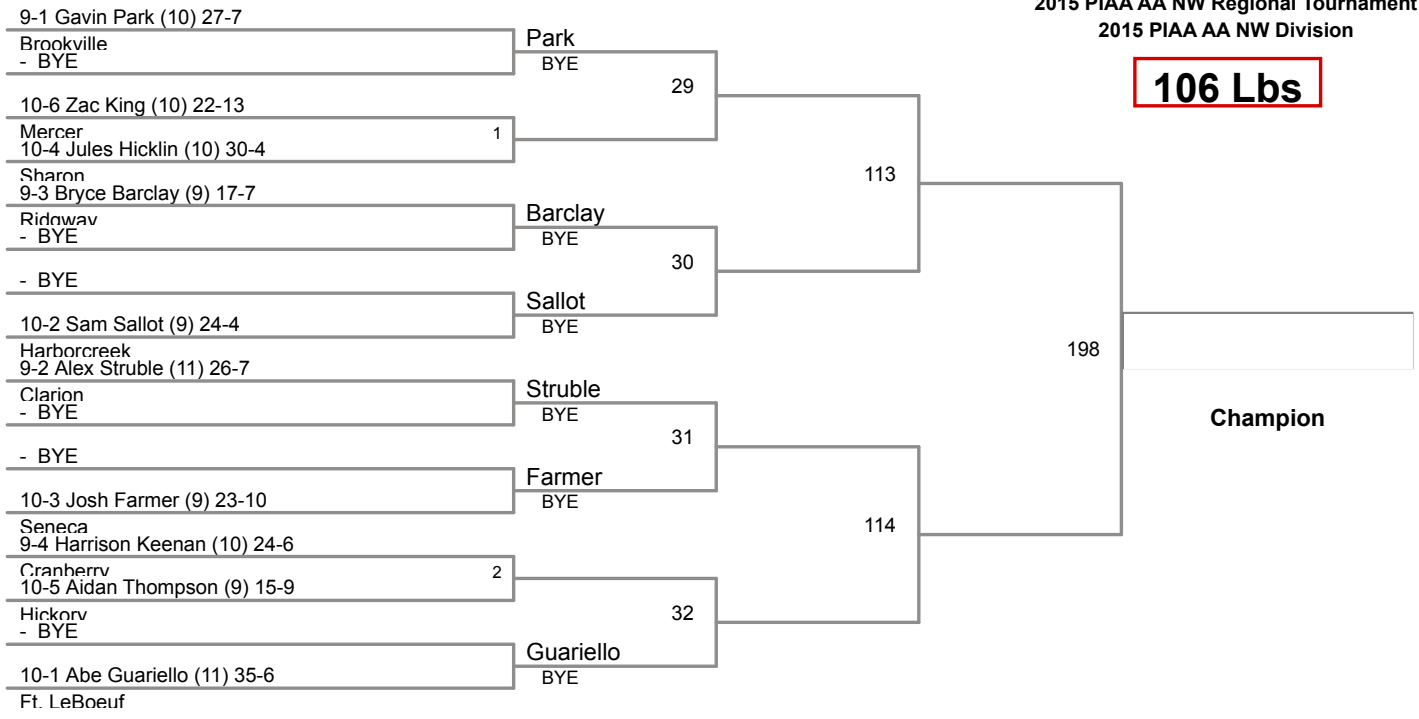 2015 PIAA AA NW Regional Tournament
2015 PIAA AA NW Division
106 Lbs
9-1 Gavin Park (10) 27-7
Brookville
- BYE
10-6 Zac King (10) 22-13
Mercer
10-4 Jules Hicklin (10) 30-4
Sharon
9-3 Bryce Barclay (9) 17-7
Ridgway
- BYE
- BYE
10-2 Sam Sallot (9) 24-4
Harborcreek
9-2 Alex Struble (11) 26-7
Clarion
- BYE
- BYE
10-3 Josh Farmer (9) 23-10
Seneca
9-4 Harrison Keenan (10) 24-6
Cranberry
10-5 Aidan Thompson (9) 15-9
Hickory
- BYE
10-1 Abe Guariello (11) 35-6
Ft. LeBoeuf
Park
BYE
1
Barclay
BYE
Sallot
BYE
Struble
BYE
Farmer
BYE
2
Guariello
BYE
29
30
31
32
113
114
198
Champion